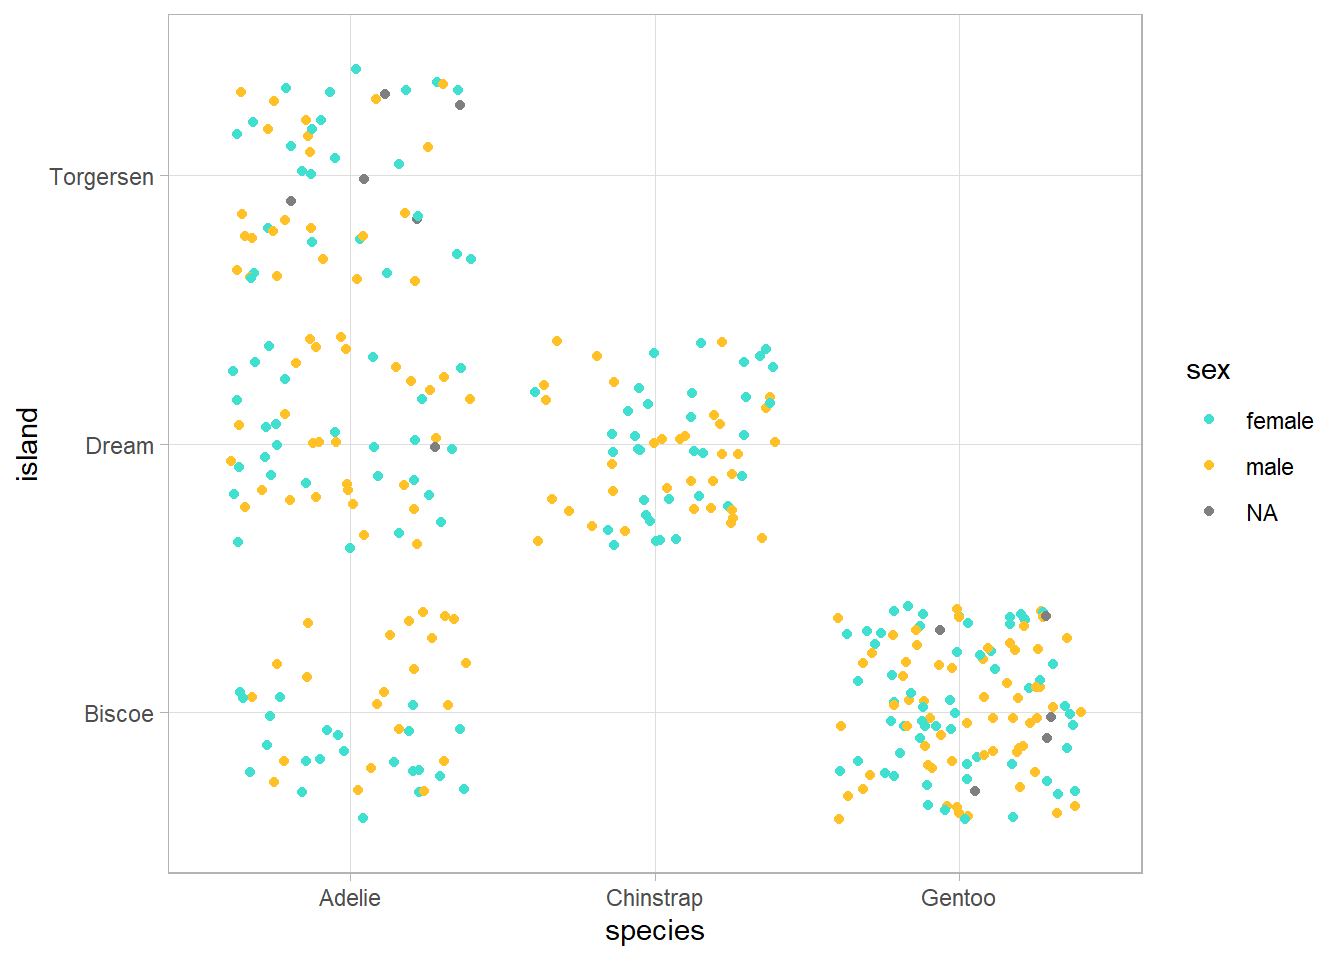 Torgersen
Dream
Biscoe
island
Adelie
Chinstrap
Gentoo
species
sex
female
male
NA